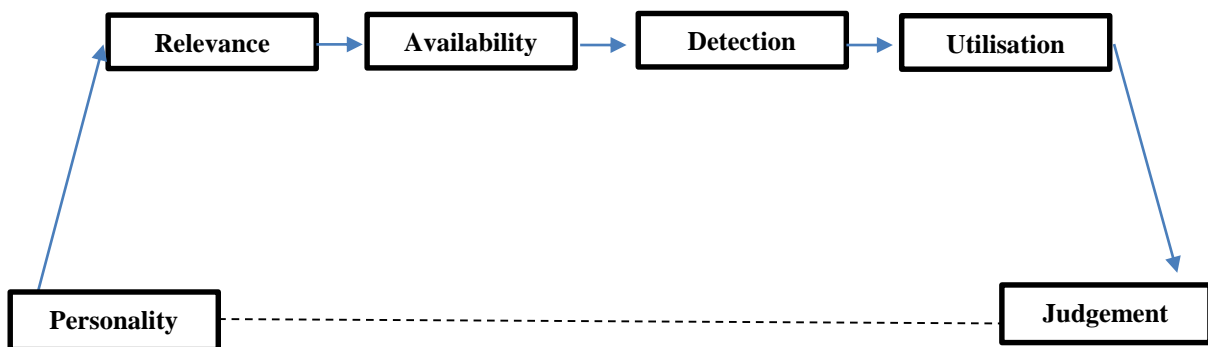 Relevance
Availability
Detection
Utilisation
Personality
Judgement